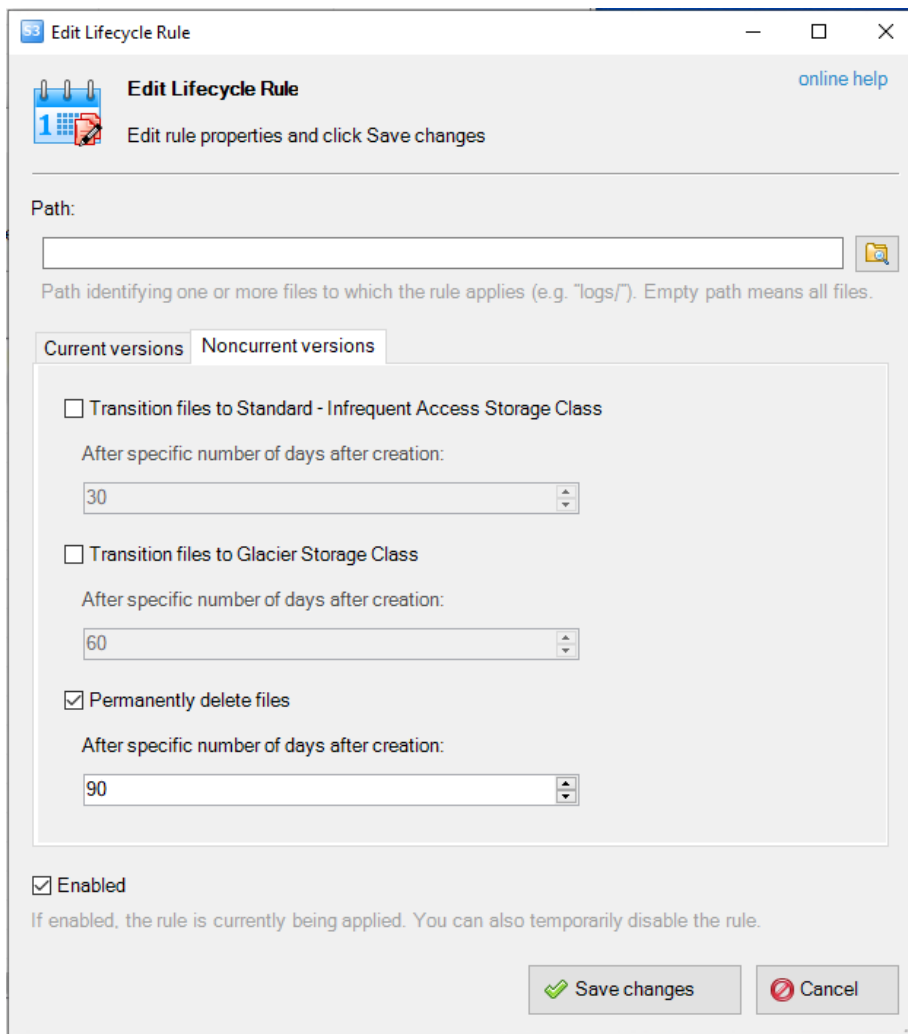 S3 Edit Lifecycle Rule
Edit Lifecycle Rule
online help
1
Edit rule properties and click Save changes
Path:
Path identifying one or more files to which the rule applies (e.g. "logs/"). Empty path means all files.
Current versions Noncurrent versions
Transition files to Standard - Infrequent Access Storage Class
After specific number of days after creation:
30
Transition files to Glacier Storage Class
After specific number of days after creation:
60
Permanently delete files
After specific number of days after creation:
90
Enabled
If enabled, the rule is currently being applied. You can also temporarily disable the rule.
Save changes Cancel